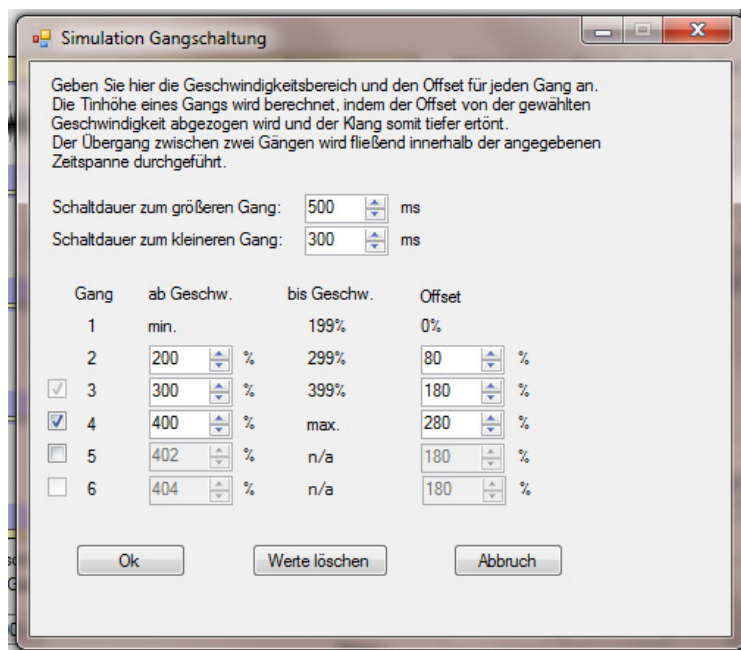 Simulation Gangschaltung
Geben Sie hier die Geschwindigkeitsbereich und den Offset für jeden Gang an.
Die Tinhöhe eines Gangs wird berechnet, indem der Offset von der gewählten
Geschwindigkeit abgezogen wird und der Klang somit tiefer ertönt.
Der Übergang zwischen zwei Gängen wird fließend innerhalb der angegebenen
Zeitspanne durchgeführt.
Schaltdauer zum größeren Gang: 500 ms
Schaltdauer zum kleineren Gang: 300 ms
Gang ab Geschw. bis Geschw. Offset
1 min. 199% 0%
2 200 % 299% 80 %
3 300 % 399% 180 %
4 400 % max. 280 %
5 402 % n/a 180 %
6 404 % n/a 180 %
Ok Werte löschen Abbruch